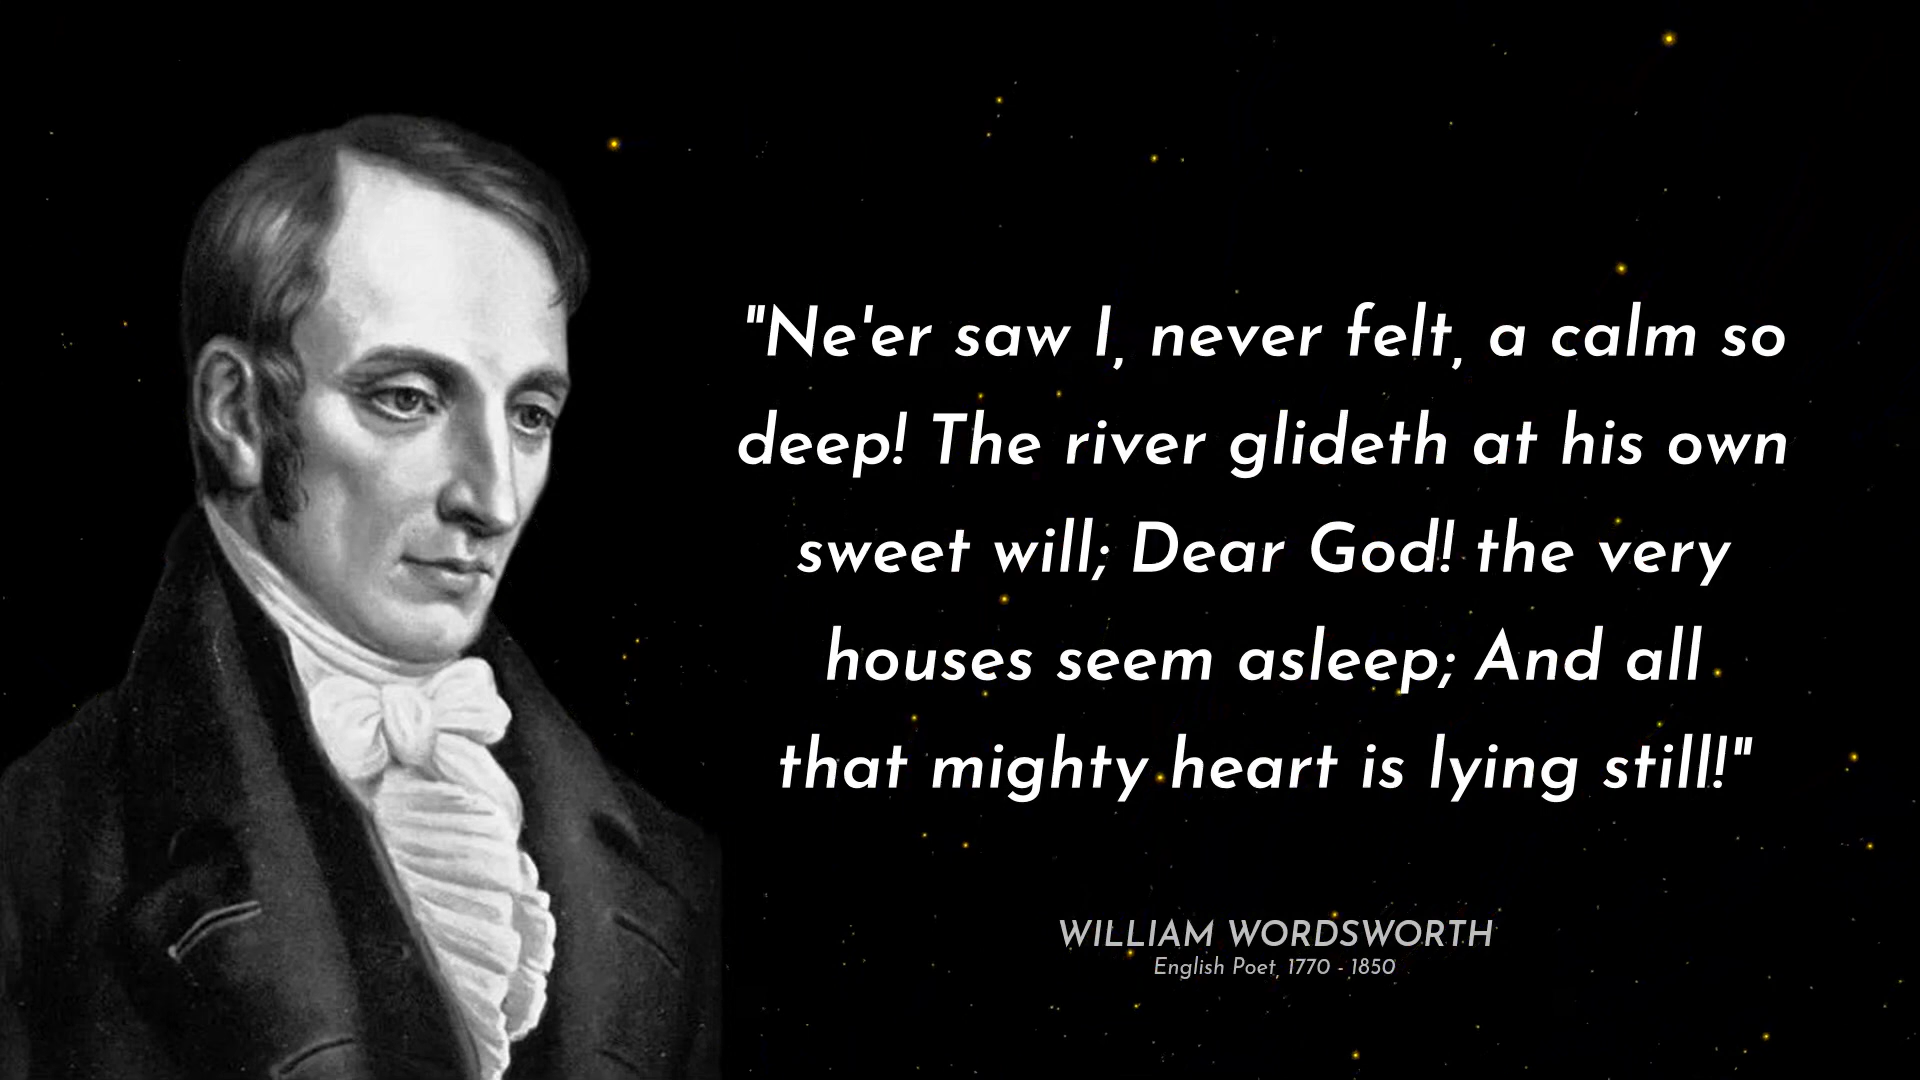 "Ne'er saw I, never felt, a calm so
deep! The river glideth at his own
sweet will; Dear God! the very
houses seem asleep; And all
that mighty heart is lying still!"
WILLIAM WORDSWORTH
English Poet, 1770 - 1850